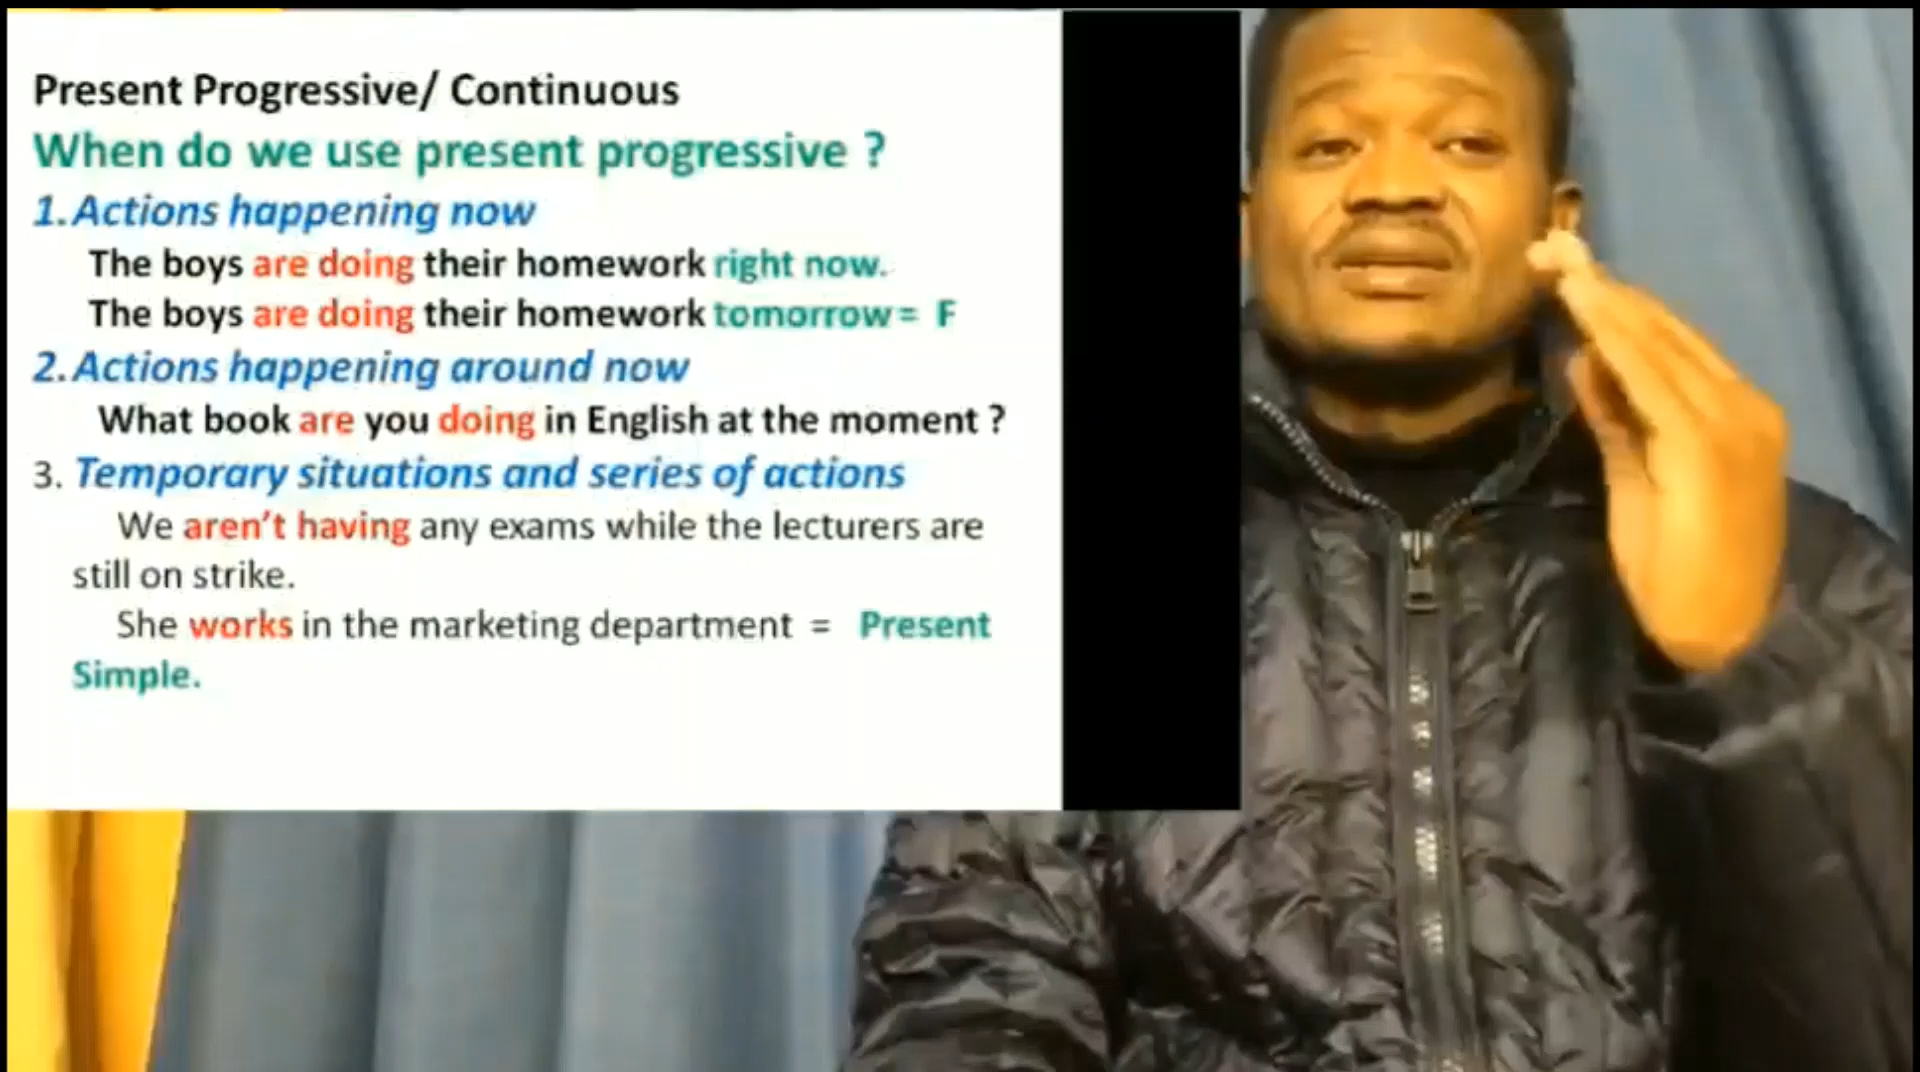 Present Progressive/ Continuous
When do we use present progressive ?
1. Actions happening now
The boys are doing their homework right now.
The boys are doing their homework tomorrow = F
2. Actions happening around now
What book are you doing in English at the moment ?
3. Temporary situations and series of actions
We aren't having any exams while the lecturers are
still on strike.
She works in the marketing department = Present
Simple.